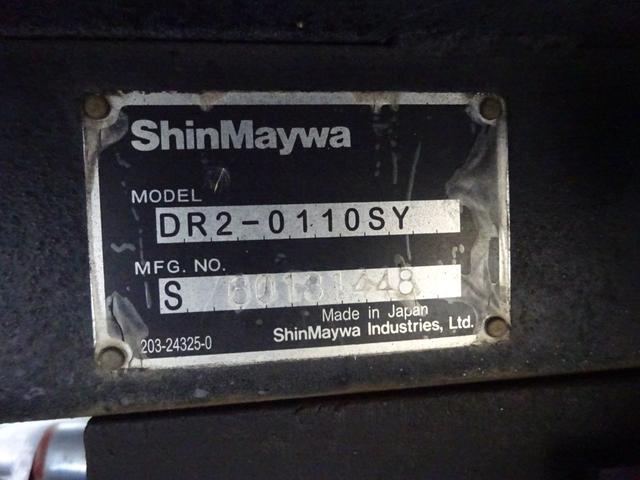 ShinMaywa
MODEL
DR2-0110SY
MFG. NO.
S
Made in Japan
203-24325-0
ShinMaywa Industries, Ltd.